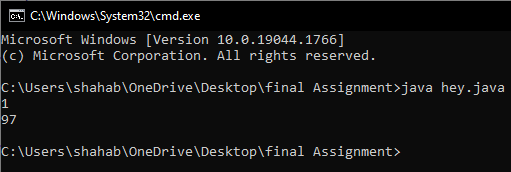 C:\Windows\System32\cmd.exe
Microsoft Windows [Version 10.0.19044.1766]
(c) Microsoft Corporation. All rights reserved.
C:\Users\shahab\OneDrive\Desktop\final Assignment>java hey.java
1
97
C:\Users\shahab\OneDrive\Desktop\final Assignment>